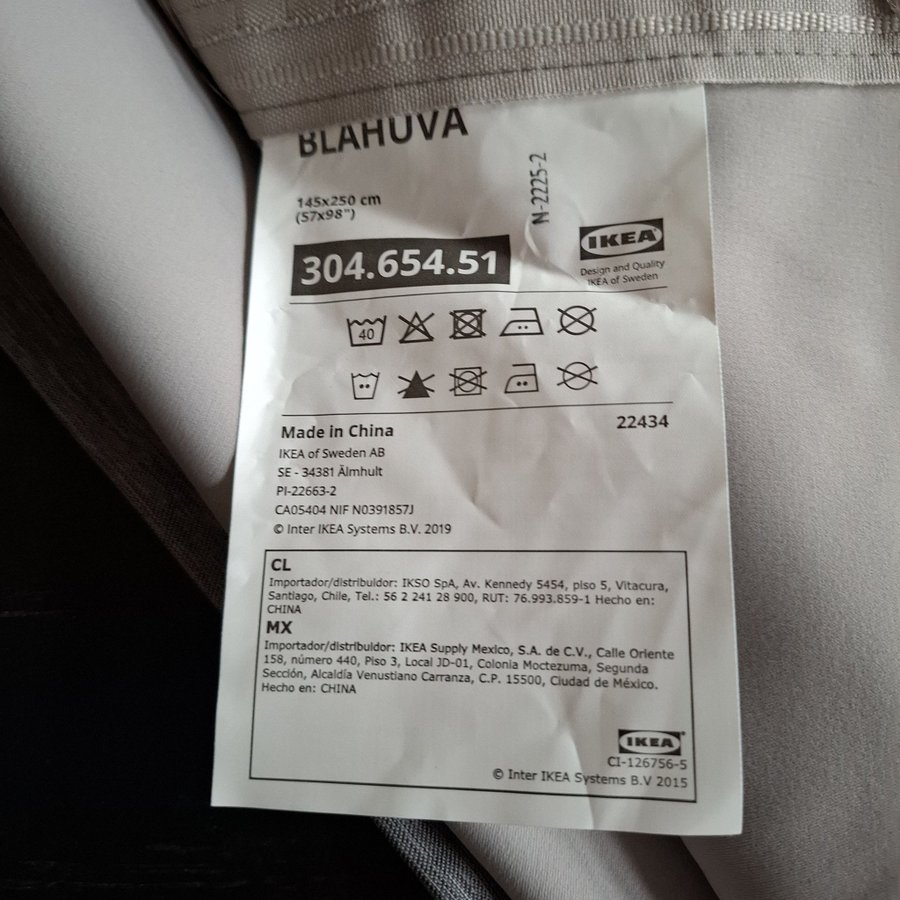 BLAHUVA
145x250 cm
(57x98")
N-2225-2
304.654.51
IKEA
Design and Quality
IKEA of Sweden
40
Made in China
22434
IKEA of Sweden AB
SE - 34381 Älmhult
PI-22663-2
CA05404 NIF N0391857J
© Inter IKEA Systems B.V. 2019
CL
Importador/distribuidor: IKSO SpA, Av. Kennedy 5454, piso 5, Vitacura,
Santiago, Chile, Tel.: 56 2 241 28 900, RUT: 76.993.859-1 Hecho en:
CHINA
MX
Importador/distribuidor: IKEA Supply Mexico, S.A. de C.V., Calle Oriente
158, número 440, Piso 3, Local JD-01, Colonia Moctezuma, Segunda
Sección, Alcaldía Venustiano Carranza, C.P. 15500, Ciudad de México.
Hecho en: CHINA
IKEA
CI-126756-5
© Inter IKEA Systems B.V 2015